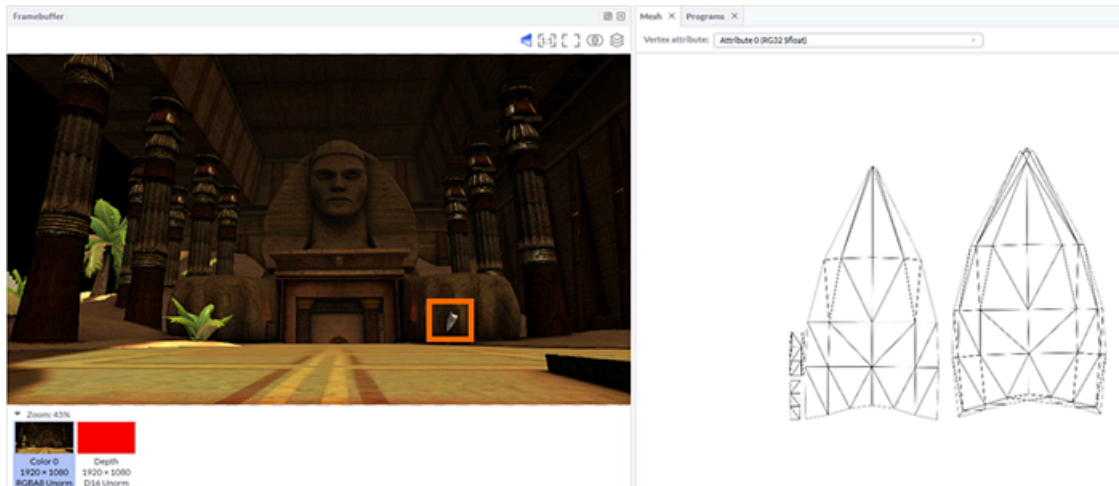 Framebuffer
Mesh
Programs
Vertex attribute:
Attribute 0 (RG32 Sfloat)
Zoom: 45%
Color 0
1920 × 1080
RGBA8 Unorm
Depth
1920 × 1080
D16 Unorm